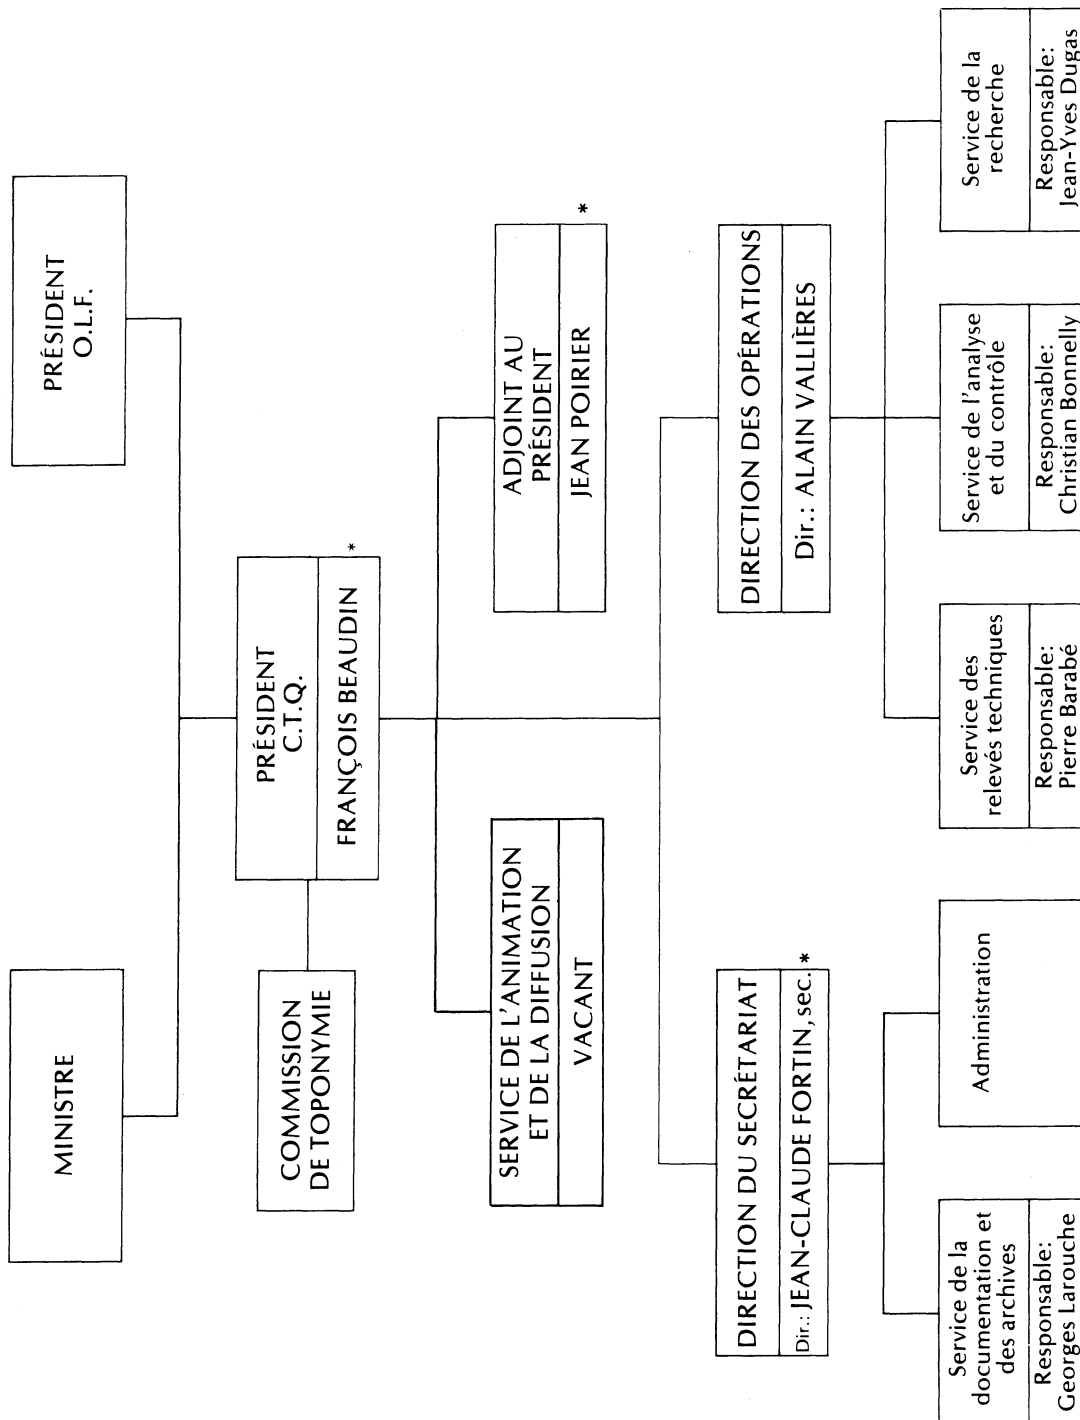 MINISTRE
PRÉSIDENT
O.L.F.
COMMISSION
DE TOPONYMIE
PRÉSIDENT
C.T.Q.
FRANÇOIS BEAUDIN *
SERVICE DE L'ANIMATION
ET DE LA DIFFUSION
VACANT
ADJOINT AU
PRÉSIDENT
JEAN POIRIER *
DIRECTION DU SECRÉTARIAT
Dir.: JEAN-CLAUDE FORTIN, sec. *
DIRECTION DES OPÉRATIONS
Dir.: ALAIN VALLIÈRES
Service de la
documentation et
des archives
Responsable:
Georges Larouche
Administration
Service des
relevés techniques
Responsable:
Pierre Barabé
Service de l'analyse
et du contrôle
Responsable:
Christian Bonnelly
Service de la
recherche
Responsable:
Jean-Yves Dugas